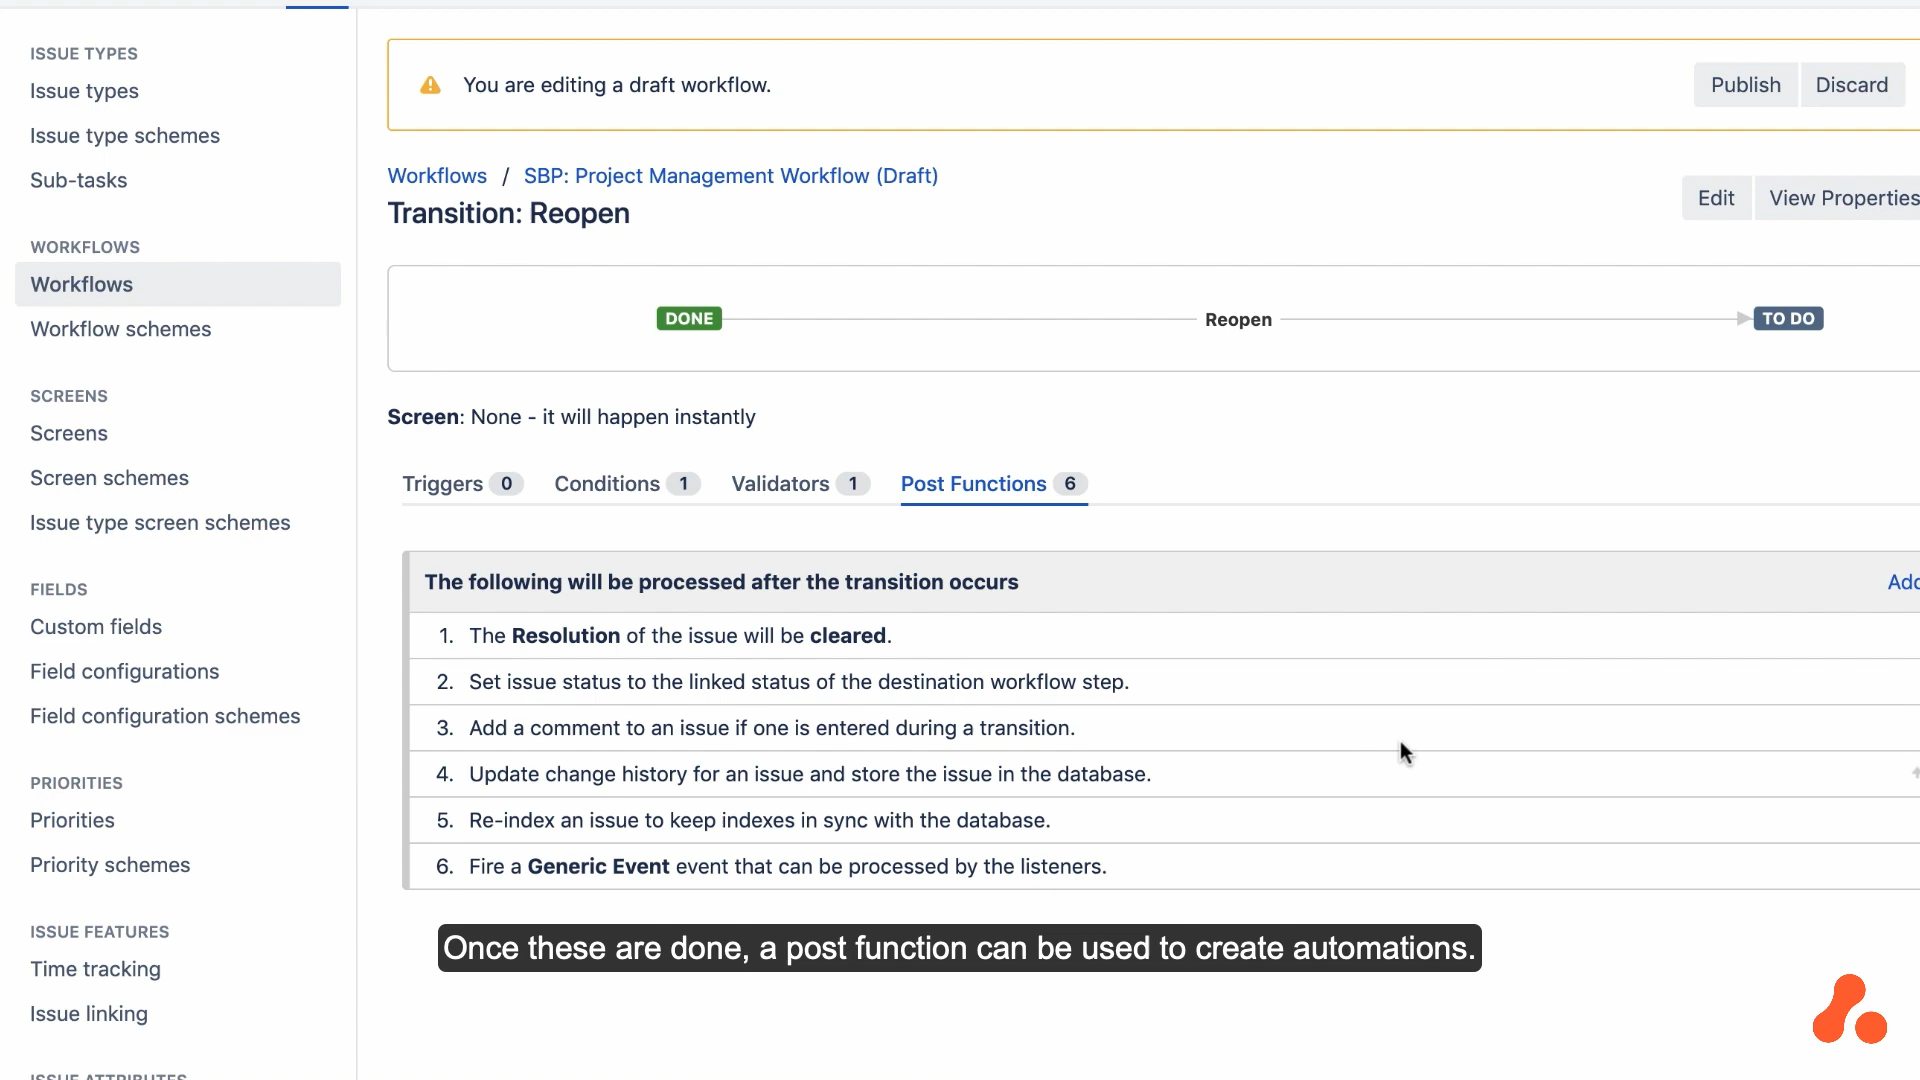 ISSUE TYPES
Issue types
Issue type schemes
Sub-tasks
WORKFLOWS
Workflows
Workflow schemes
SCREENS
Screens
Screen schemes
Issue type screen schemes
FIELDS
Custom fields
Field configurations
Field configuration schemes
PRIORITIES
Priorities
Priority schemes
ISSUE FEATURES
Time tracking
Issue linking
ISSUE ATTRIBUTES
You are editing a draft workflow.
Publish
Discard
Workflows / SBP: Project Management Workflow (Draft)
Transition: Reopen
Edit
View Properties
DONE
Reopen
TO DO
Screen: None - it will happen instantly
Triggers 0
Conditions 1
Validators 1
Post Functions 6
The following will be processed after the transition occurs
Add
1. The Resolution of the issue will be cleared.
2. Set issue status to the linked status of the destination workflow step.
3. Add a comment to an issue if one is entered during a transition.
4. Update change history for an issue and store the issue in the database.
5. Re-index an issue to keep indexes in sync with the database.
6. Fire a Generic Event event that can be processed by the listeners.
Once these are done, a post function can be used to create automations.